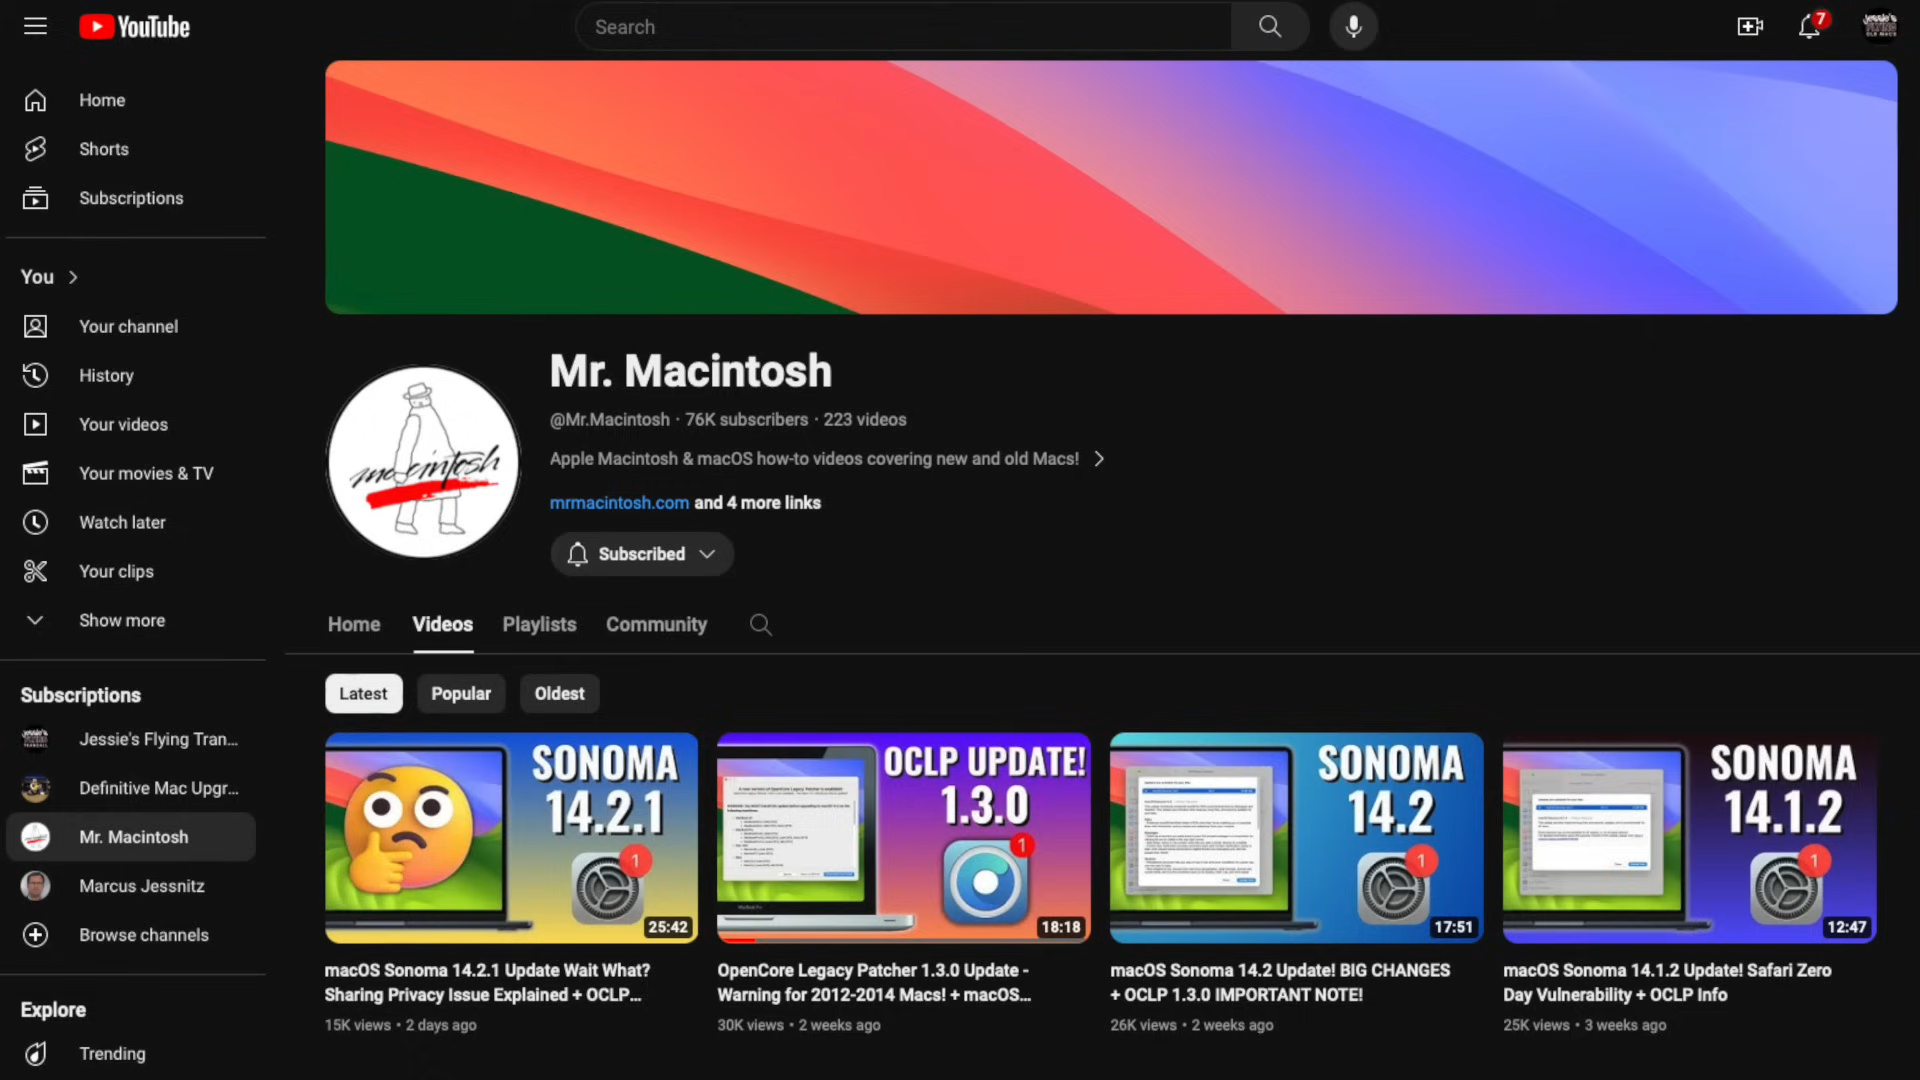 YouTube
Search
7
Home
Shorts
Subscriptions
You
Your channel
History
Your videos
Your movies & TV
Watch later
Your clips
Show more
Subscriptions
Jessie's Flying Tran...
Definitive Mac Upgr...
Mr. Macintosh
Marcus Jessnitz
Browse channels
Explore
Trending
macintosh
Mr. Macintosh
@Mr.Macintosh · 76K subscribers · 223 videos
Apple Macintosh & macOS how-to videos covering new and old Macs!
mrmacintosh.com and 4 more links
Subscribed
Home Videos Playlists Community
Latest Popular Oldest
SONOMA
14.2.1
1
25:42
macOS Sonoma 14.2.1 Update Wait What?
Sharing Privacy Issue Explained + OCLP...
15K views • 2 days ago
OCLP UPDATE!
1.3.0
1
18:18
OpenCore Legacy Patcher 1.3.0 Update -
Warning for 2012-2014 Macs! + macOS...
30K views • 2 weeks ago
SONOMA
14.2
1
17:51
macOS Sonoma 14.2 Update! BIG CHANGES
+ OCLP 1.3.0 IMPORTANT NOTE!
26K views • 2 weeks ago
SONOMA
14.1.2
1
12:47
macOS Sonoma 14.1.2 Update! Safari Zero
Day Vulnerability + OCLP Info
25K views • 3 weeks ago